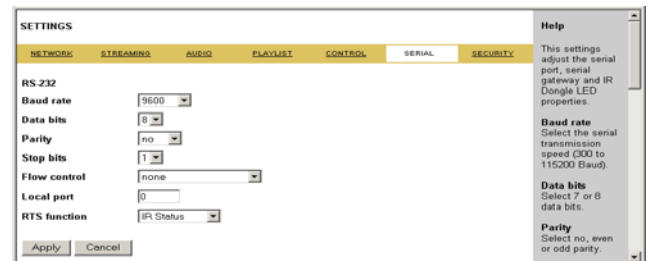 SETTINGS
NETWORK STREAMING AUDIO PLAYLIST CONTROL SERIAL SECURITY
RS-232
Baud rate 9600
Data bits 8
Parity no
Stop bits 1
Flow control none
Local port 0
RTS function IR Status
Apply Cancel
Help
This settings
adjust the serial
port, serial
gateway and IR
Dongle LED
properties.
Baud rate
Select the serial
transmission
speed (300 to
115200 Baud).
Data bits
Select 7 or 8
data bits.
Parity
Select no, even
or odd parity.